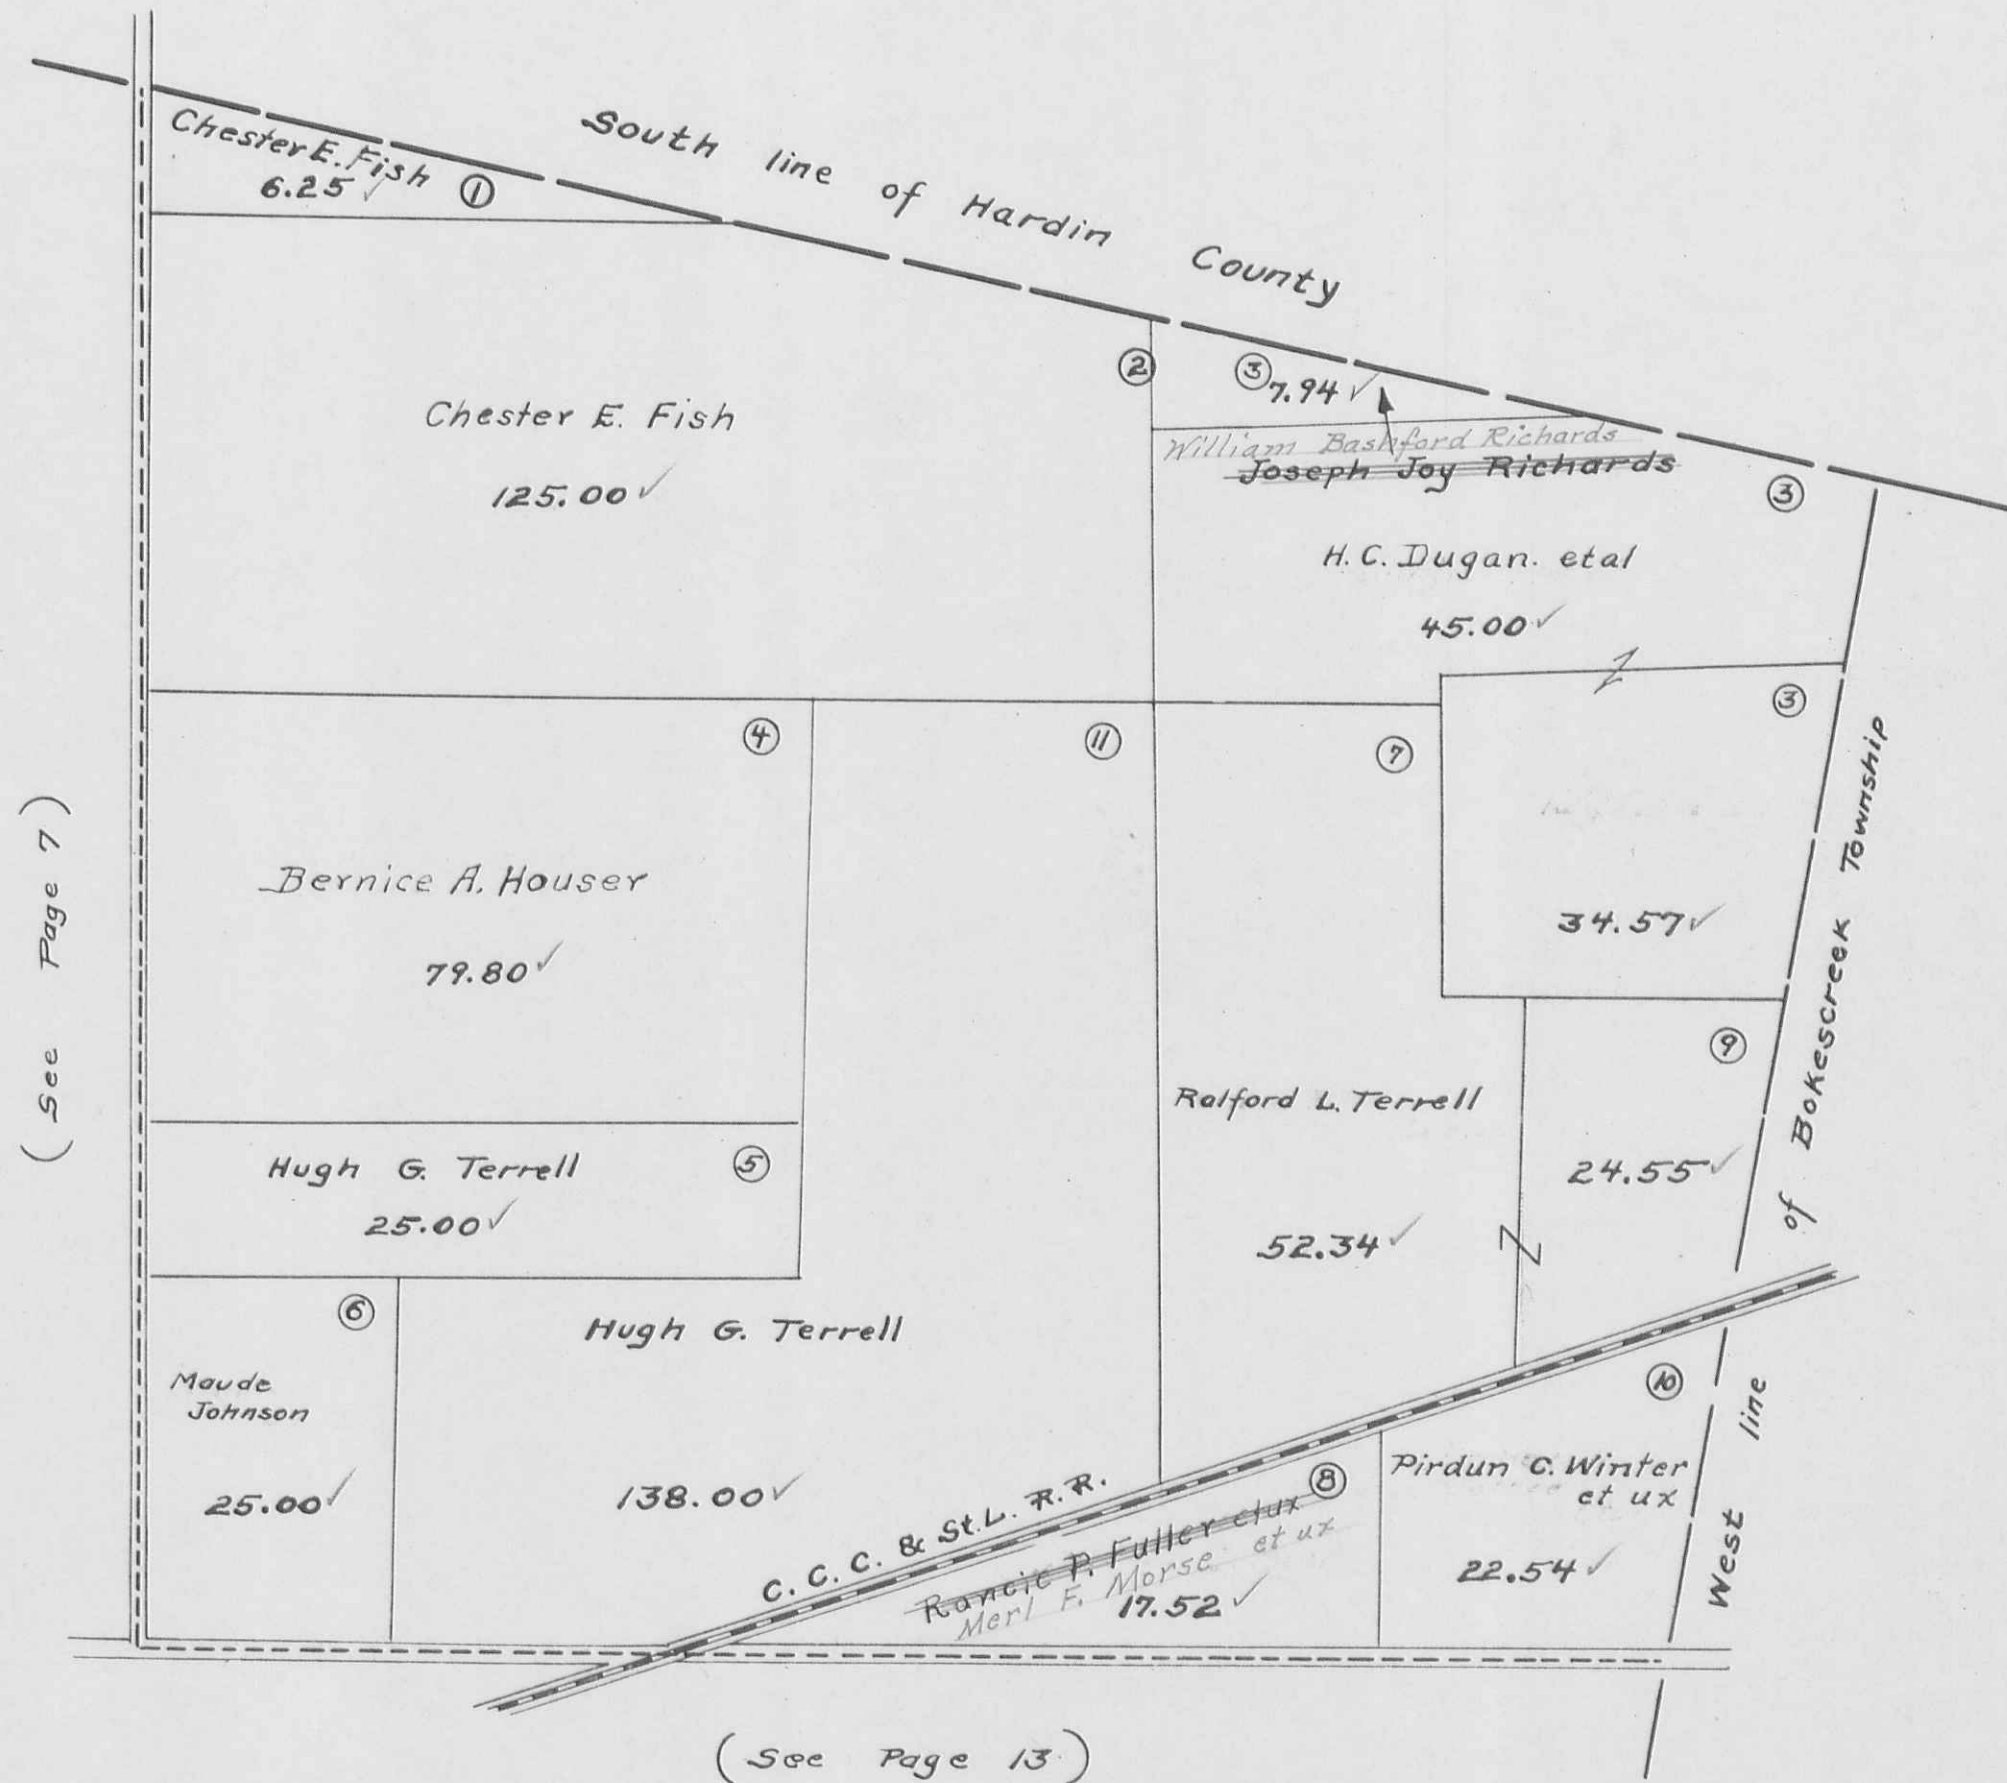 South line of Hardin County
Chester E. Fish
6.25 ✓ ①
②
③ 7.94 ✓
William Bashford Richards
Joseph Joy Richards
③
Chester E. Fish
125.00 ✓
H. C. Dugan. etal
45.00 ✓
④
⑪
⑦
③
34.57 ✓
Bernice A. Houser
79.80 ✓
(See Page 7)
West line of Bokescreek Township
⑨
24.55 ✓
Ralford L. Terrell
52.34 ✓
Hugh G. Terrell ⑤
25.00 ✓
⑥
Maude
Johnson
25.00 ✓
Hugh G. Terrell
138.00 ✓
C. C. C. & St. L. R. R.
⑧
Rancie P. Fuller etux
Merl F. Morse et ux
17.52 ✓
⑩
Pirdun C. Winter
et ux
22.54 ✓
(See Page 13)